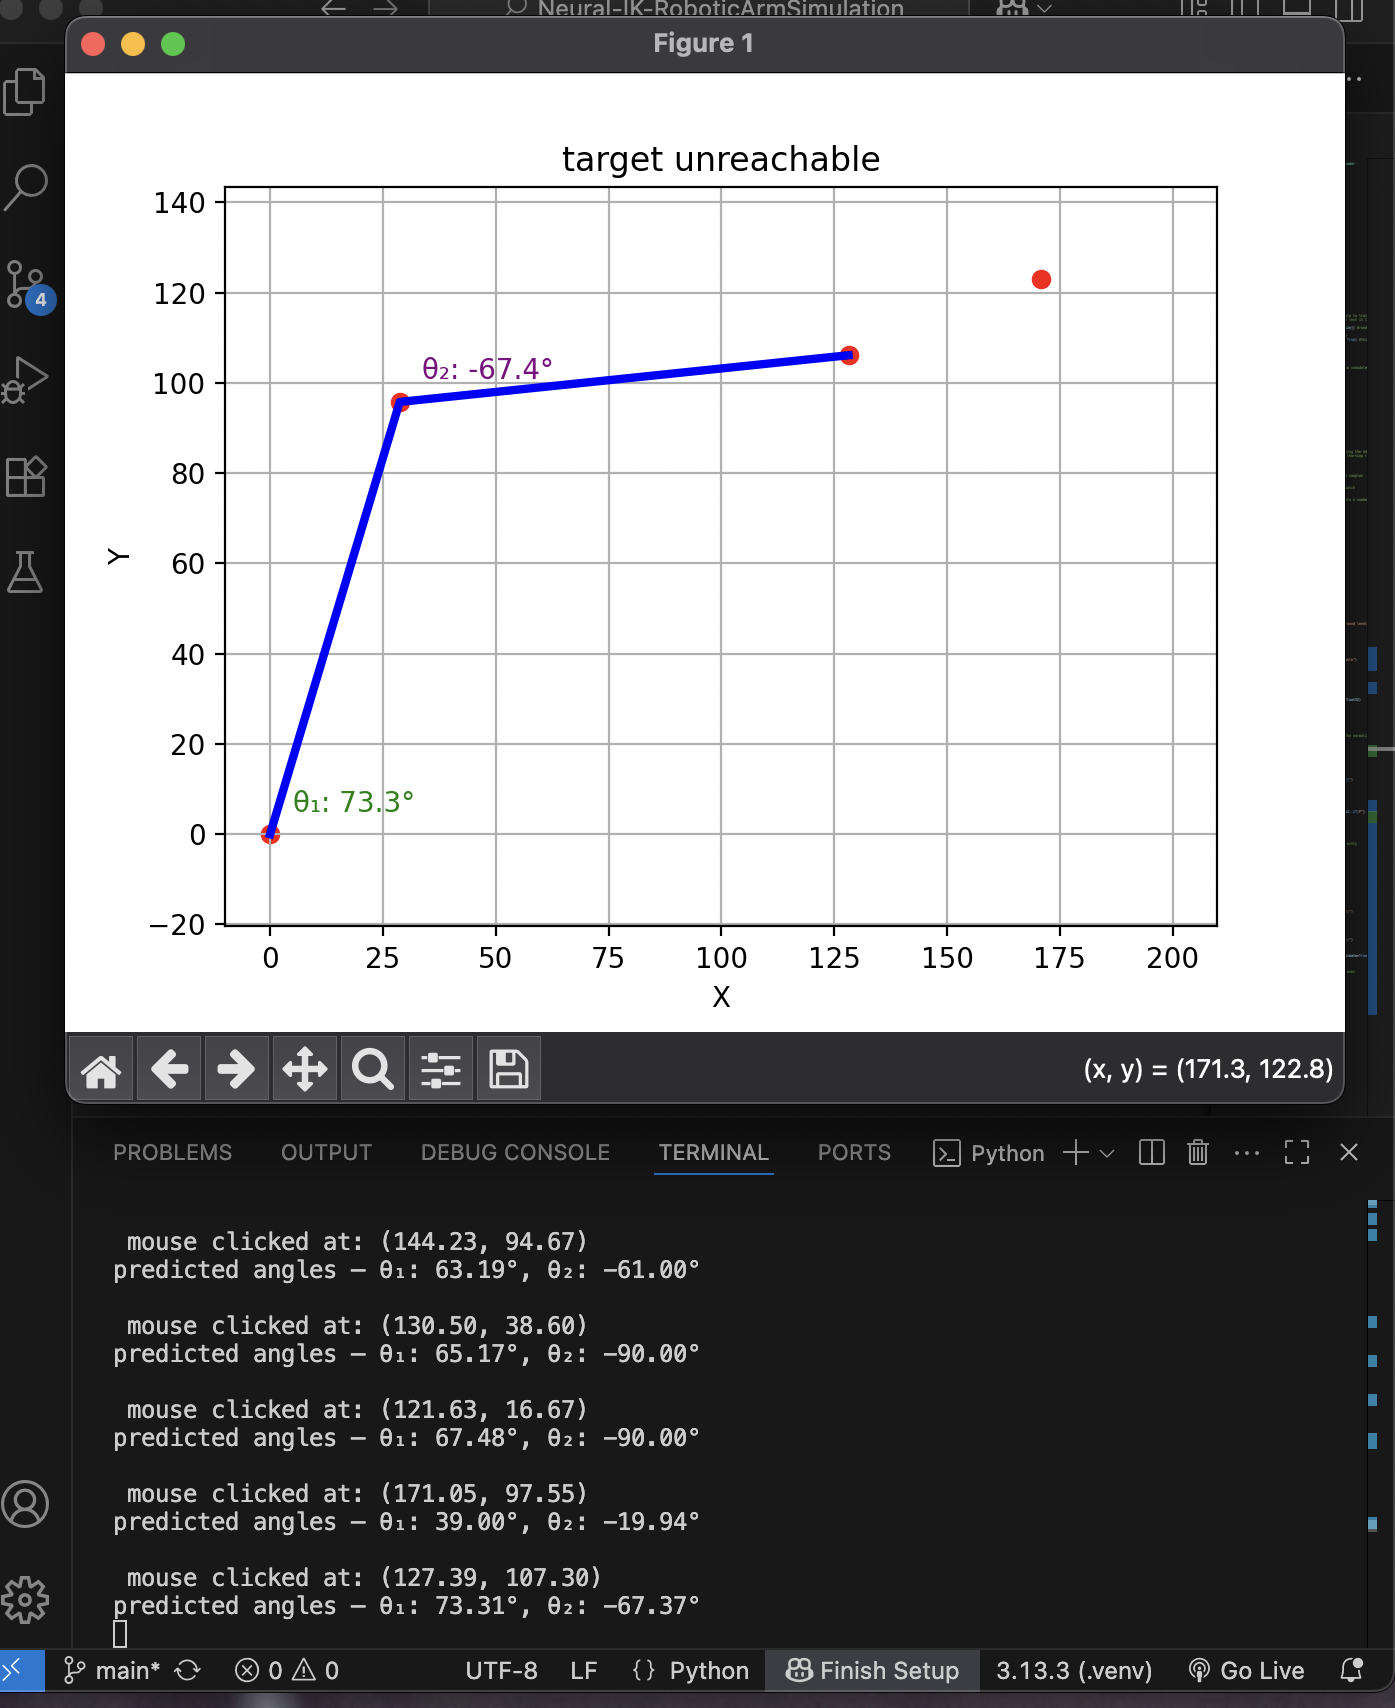 Neural-IK-RoboticArmSimulation
Figure 1
target unreachable
140
120
100
80
60
40
20
0
−20
θ₂: -67.4°
θ₁: 73.3°
Y
0 25 50 75 100 125 150 175 200
X
(x, y) = (171.3, 122.8)
4
PROBLEMS OUTPUT DEBUG CONSOLE TERMINAL PORTS Python
mouse clicked at: (144.23, 94.67)
predicted angles – θ₁: 63.19°, θ₂: −61.00°
mouse clicked at: (130.50, 38.60)
predicted angles – θ₁: 65.17°, θ₂: −90.00°
mouse clicked at: (121.63, 16.67)
predicted angles – θ₁: 67.48°, θ₂: −90.00°
mouse clicked at: (171.05, 97.55)
predicted angles – θ₁: 39.00°, θ₂: −19.94°
mouse clicked at: (127.39, 107.30)
predicted angles – θ₁: 73.31°, θ₂: −67.37°
main* 0 0 UTF-8 LF {} Python Finish Setup 3.13.3 (.venv) Go Live